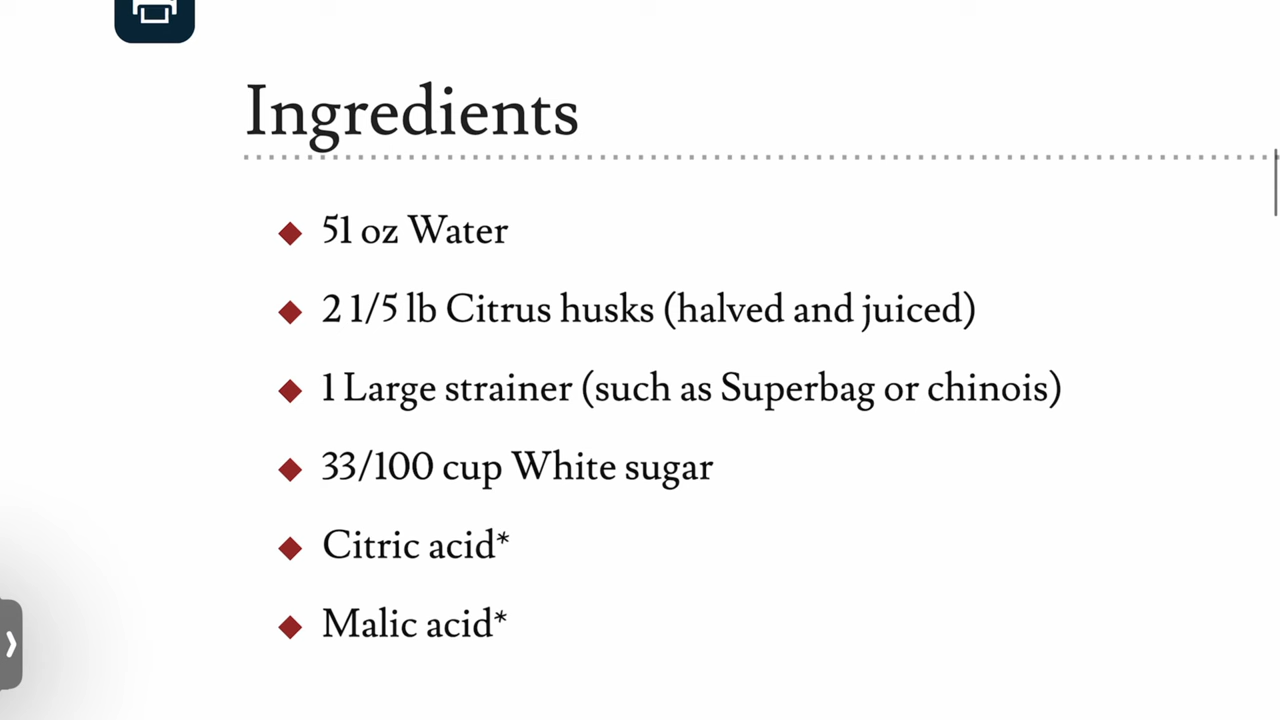 Ingredients
51 oz Water
2 1/5 lb Citrus husks (halved and juiced)
1 Large strainer (such as Superbag or chinois)
33/100 cup White sugar
Citric acid*
Malic acid*